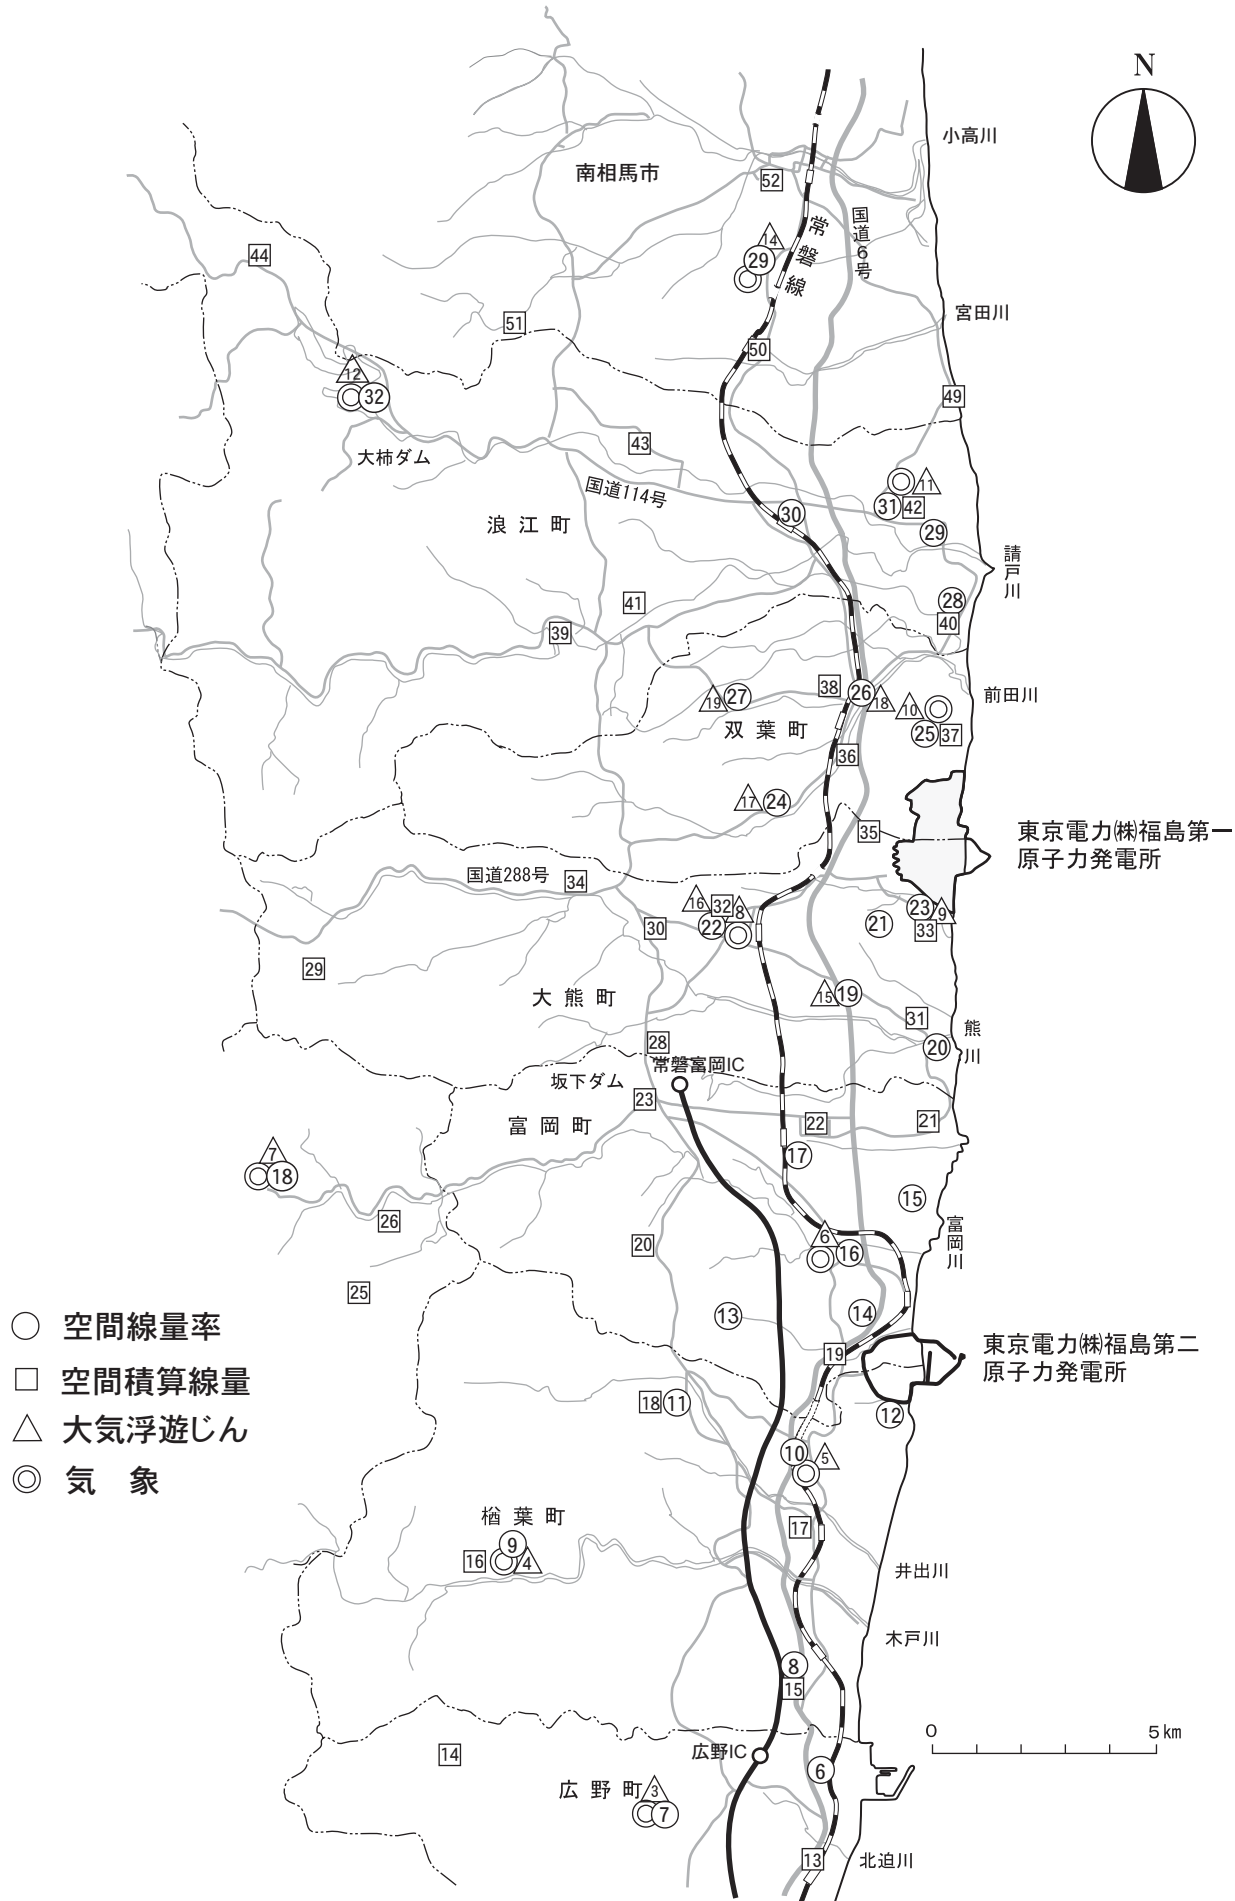 N
小高川
南相馬市
52
国道6号
常磐線
14
29
44
宮田川
51
50
12
32
49
43
大柿ダム
11
国道114号
31
42
30
浪江町
29
請戸川
28
41
40
39
38
26
18
19
27
10
前田川
25
37
双葉町
36
17
24
東京電力㈱福島第一
原子力発電所
35
国道288号
34
16
32
8
23
9
22
21
33
30
29
大熊町
15
19
31
熊川
20
28
常磐富岡IC
坂下ダム
23
富岡町
22
21
7
18
17
15
26
富岡川
20
6
16
25
13
14
○ 空間線量率
□ 空間積算線量
△ 大気浮遊じん
◎ 気 象
19
東京電力㈱福島第二
原子力発電所
18
11
12
10
5
楢葉町
17
9
16
4
井出川
木戸川
8
15
0
5km
広野IC
14
6
広野町
3
7
13
北迫川